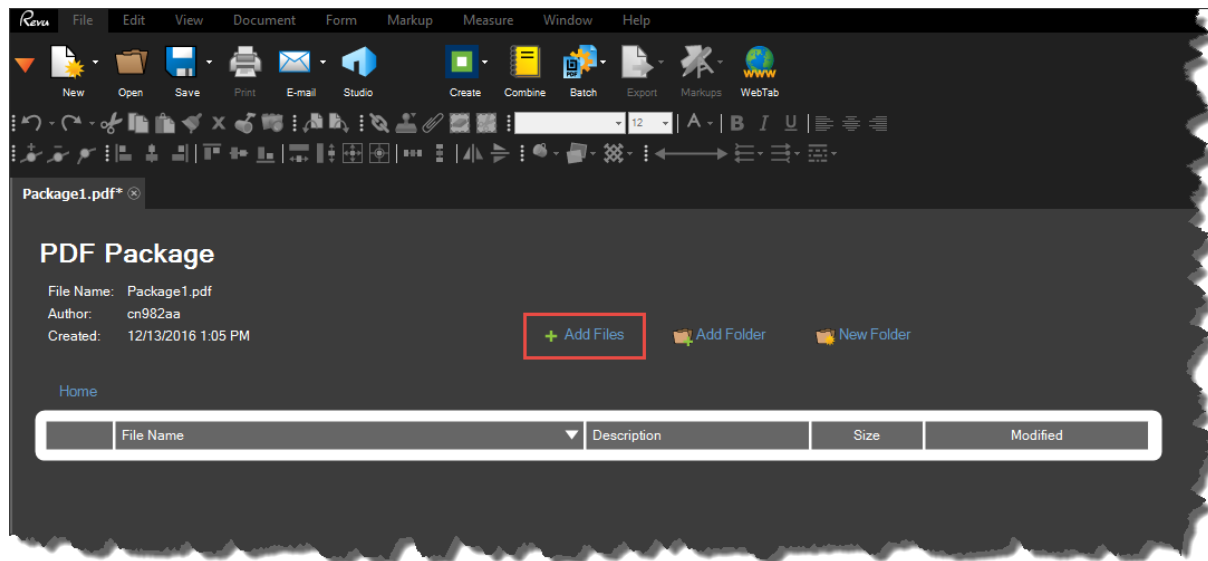 Revu File Edit View Document Form Markup Measure Window Help
New Open Save Print E-mail Studio Create Combine Batch Export Markups WebTab
12 A B I U
Package1.pdf*
PDF Package
File Name: Package1.pdf
Author: cn982aa
Created: 12/13/2016 1:05 PM
Add Files Add Folder New Folder
Home
File Name Description Size Modified